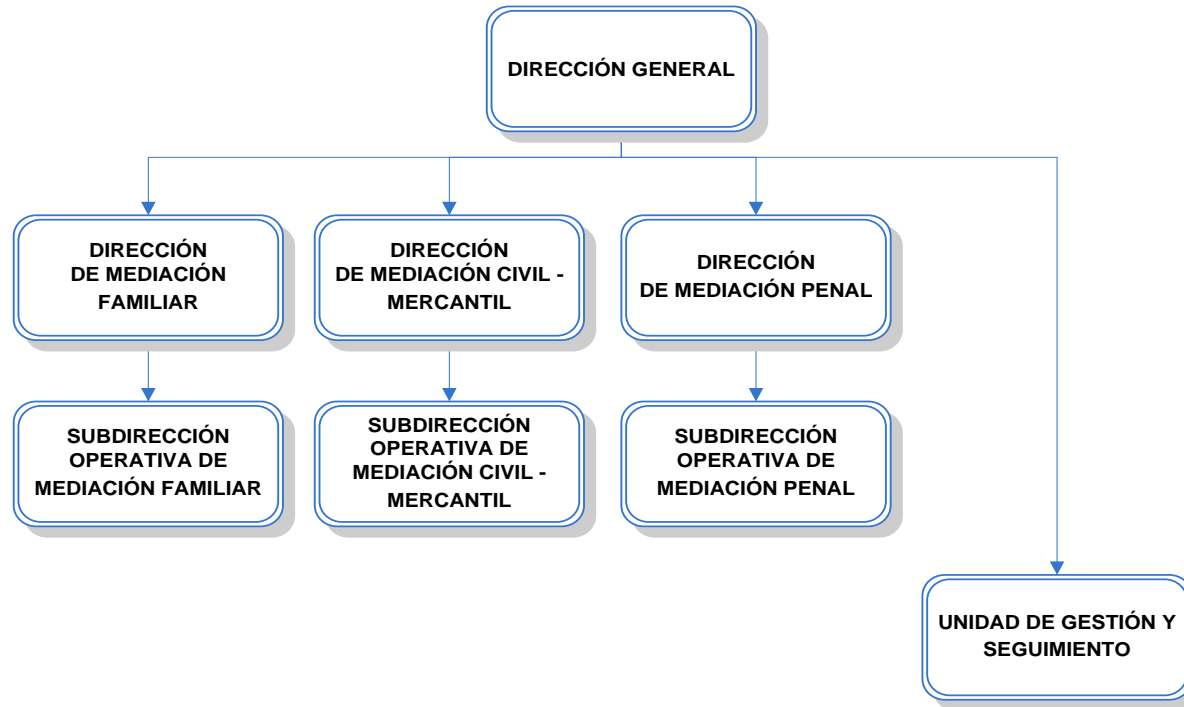 DIRECCIÓN GENERAL
DIRECCIÓN
DE MEDIACIÓN
FAMILIAR
DIRECCIÓN
DE MEDIACIÓN CIVIL -
MERCANTIL
DIRECCIÓN
DE MEDIACIÓN PENAL
SUBDIRECCIÓN
OPERATIVA DE
MEDIACIÓN FAMILIAR
SUBDIRECCIÓN
OPERATIVA DE
MEDIACIÓN CIVIL -
MERCANTIL
SUBDIRECCIÓN
OPERATIVA DE
MEDIACIÓN PENAL
UNIDAD DE GESTIÓN Y
SEGUIMIENTO